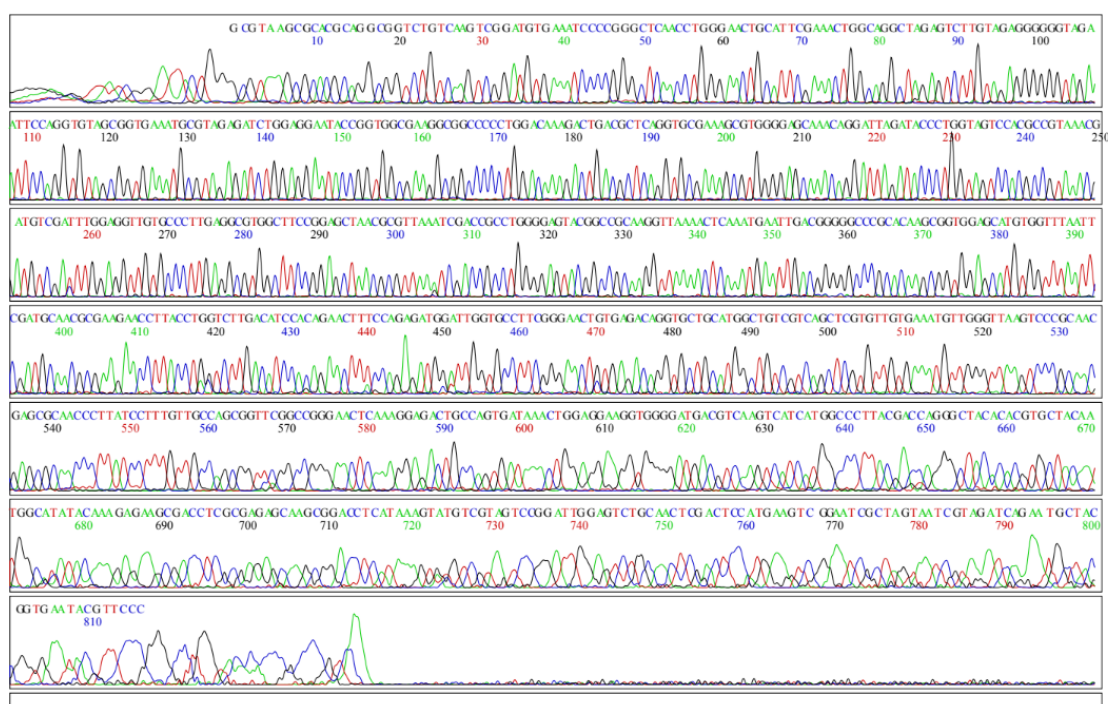 GCGTAAGCGCACGCAGGCGGTCTGTCAAGTCGGATGTGAAATCCCCGGGCTCAACCTGGGAACTGCATTCGAAACTGGCAGGCTAGAGTCTTGTAGAGGGGGGTAGA
10 20 30 40 50 60 70 80 90 100
ATTCCAGGTGTAGCGGTGAAATGCGTAGAGATCTGGAGGAATACCGGTGGCGAAGGCGGCCCCCTGGACAAAGACTGACGCTCAGGTGCGAAAGCGTGGGGAGCAAACAGGATTAGATACCCTGGTAGTCCACGCCGTAAACG
110 120 130 140 150 160 170 180 190 200 210 220 230 240 250
ATGTCGATTTGGAGGTTGTGCCCTTGAGGCGTGGCTTCCGGAGCTAACGCGTTAAATCGACCGCCTGGGGAGTACGGCCGCAAGGTTAAAACTCAAATGAATTGACGGGGGCCCGCACAAGCGGTGGAGCATGTGGTTTAATT
260 270 280 290 300 310 320 330 340 350 360 370 380 390
CGATGCAACGCGAAGAACCTTACCTGGTCTTGACATCCACAGAACTTTCCAGAGATGGATTGGTGCCTTCGGGAACTGTGAGACAGGTGCTGCATGGCTGTCGTCAGCTCGTGTTGTGAAATGTTGGGTTAAGTCCCGCAAC
400 410 420 430 440 450 460 470 480 490 500 510 520 530
GAGCGCAACCCTTATCCTTTGTTGCCAGCGGTTCGGCCGGGAACTCAAAGGAGACTGCCAGTGATAAACTGGAGGAAGGTGGGGATGACGTCAAGTCATCATGGCCCTTACGACCAGGGCTACACACGTGCTACAA
540 550 560 570 580 590 600 610 620 630 640 650 660 670
TGGCATATACAAAGAGAAGCGACCTCGCGAGAGCAAGCGGACCTCATAAAGTATGTCGTAGTCCGGATTGGAGTCTGCAACTCGACTCCATGAAGTC GGAATCGCTAGTAATCGTAGATCAGAA TGCTAC
680 690 700 710 720 730 740 750 760 770 780 790 800
GGTGAATACGTTCCC
810